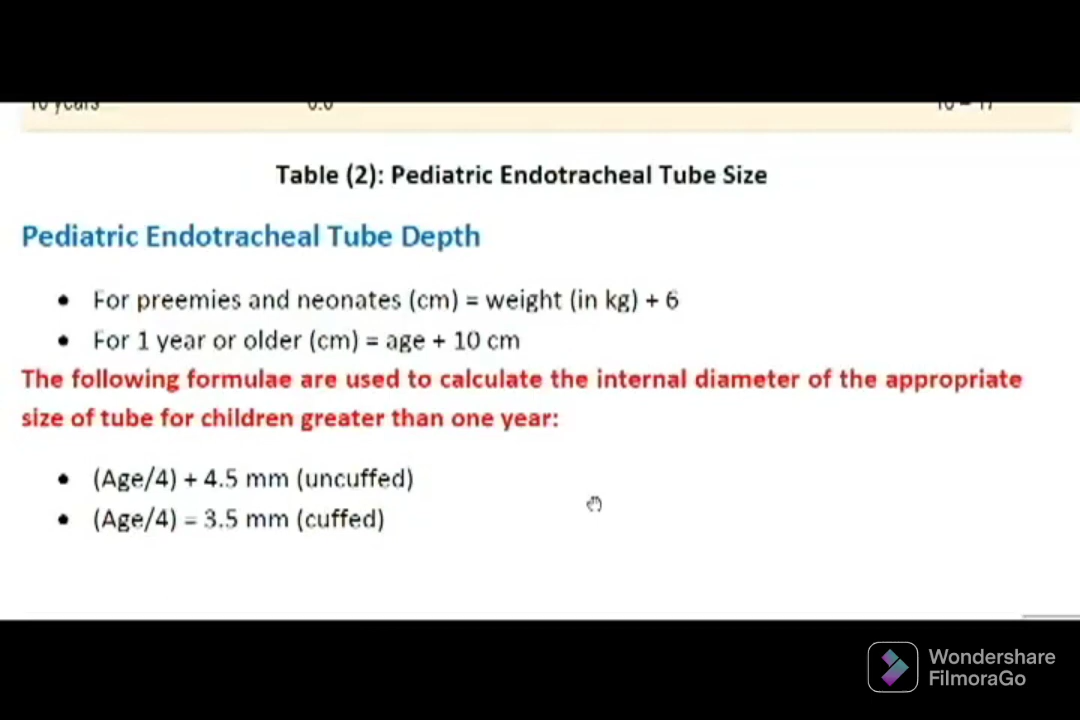 Table (2): Pediatric Endotracheal Tube Size
Pediatric Endotracheal Tube Depth
• For preemies and neonates (cm) = weight (in kg) + 6
• For 1 year or older (cm) = age + 10 cm
The following formulae are used to calculate the internal diameter of the appropriate
size of tube for children greater than one year:
• (Age/4) + 4.5 mm (uncuffed)
• (Age/4) = 3.5 mm (cuffed)
Wondershare
FilmoraGo